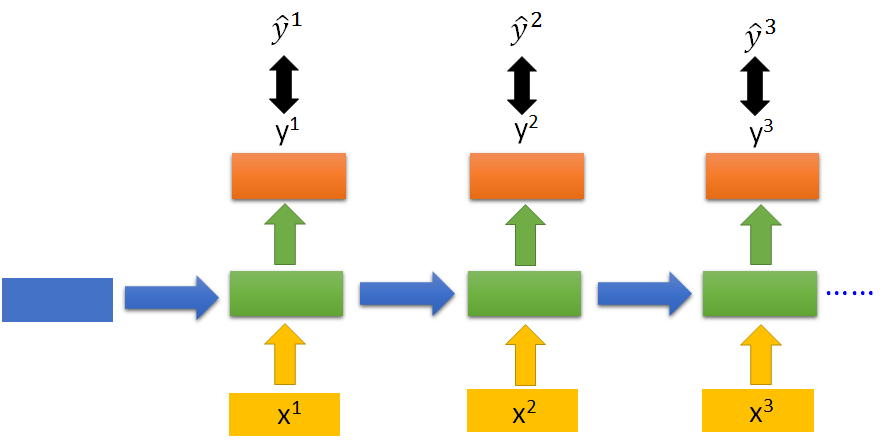 ŷ¹ ŷ² ŷ³
y¹ y² y³
......
x¹ x² x³